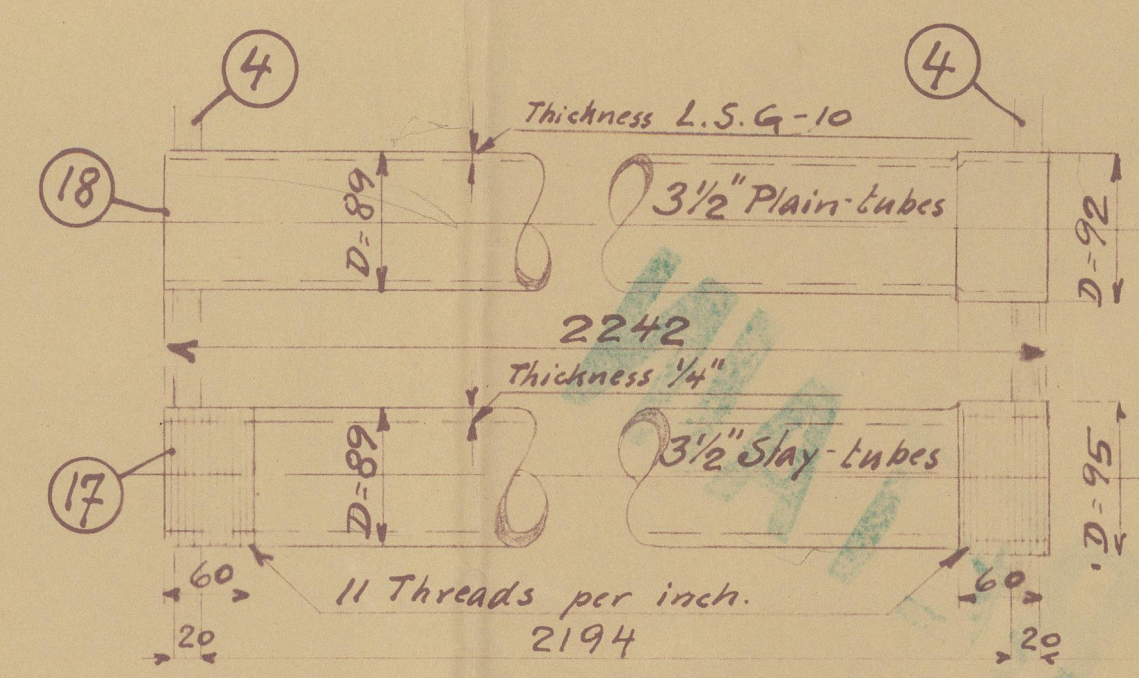 4
4
Thickness L.S.G-10
18
D=89
3½" Plain-tubes
D=92
2242
Thickness ¼"
17
D=89
3½" Stay-tubes
D=95
60
11 Threads per inch.
60
20
2194
20